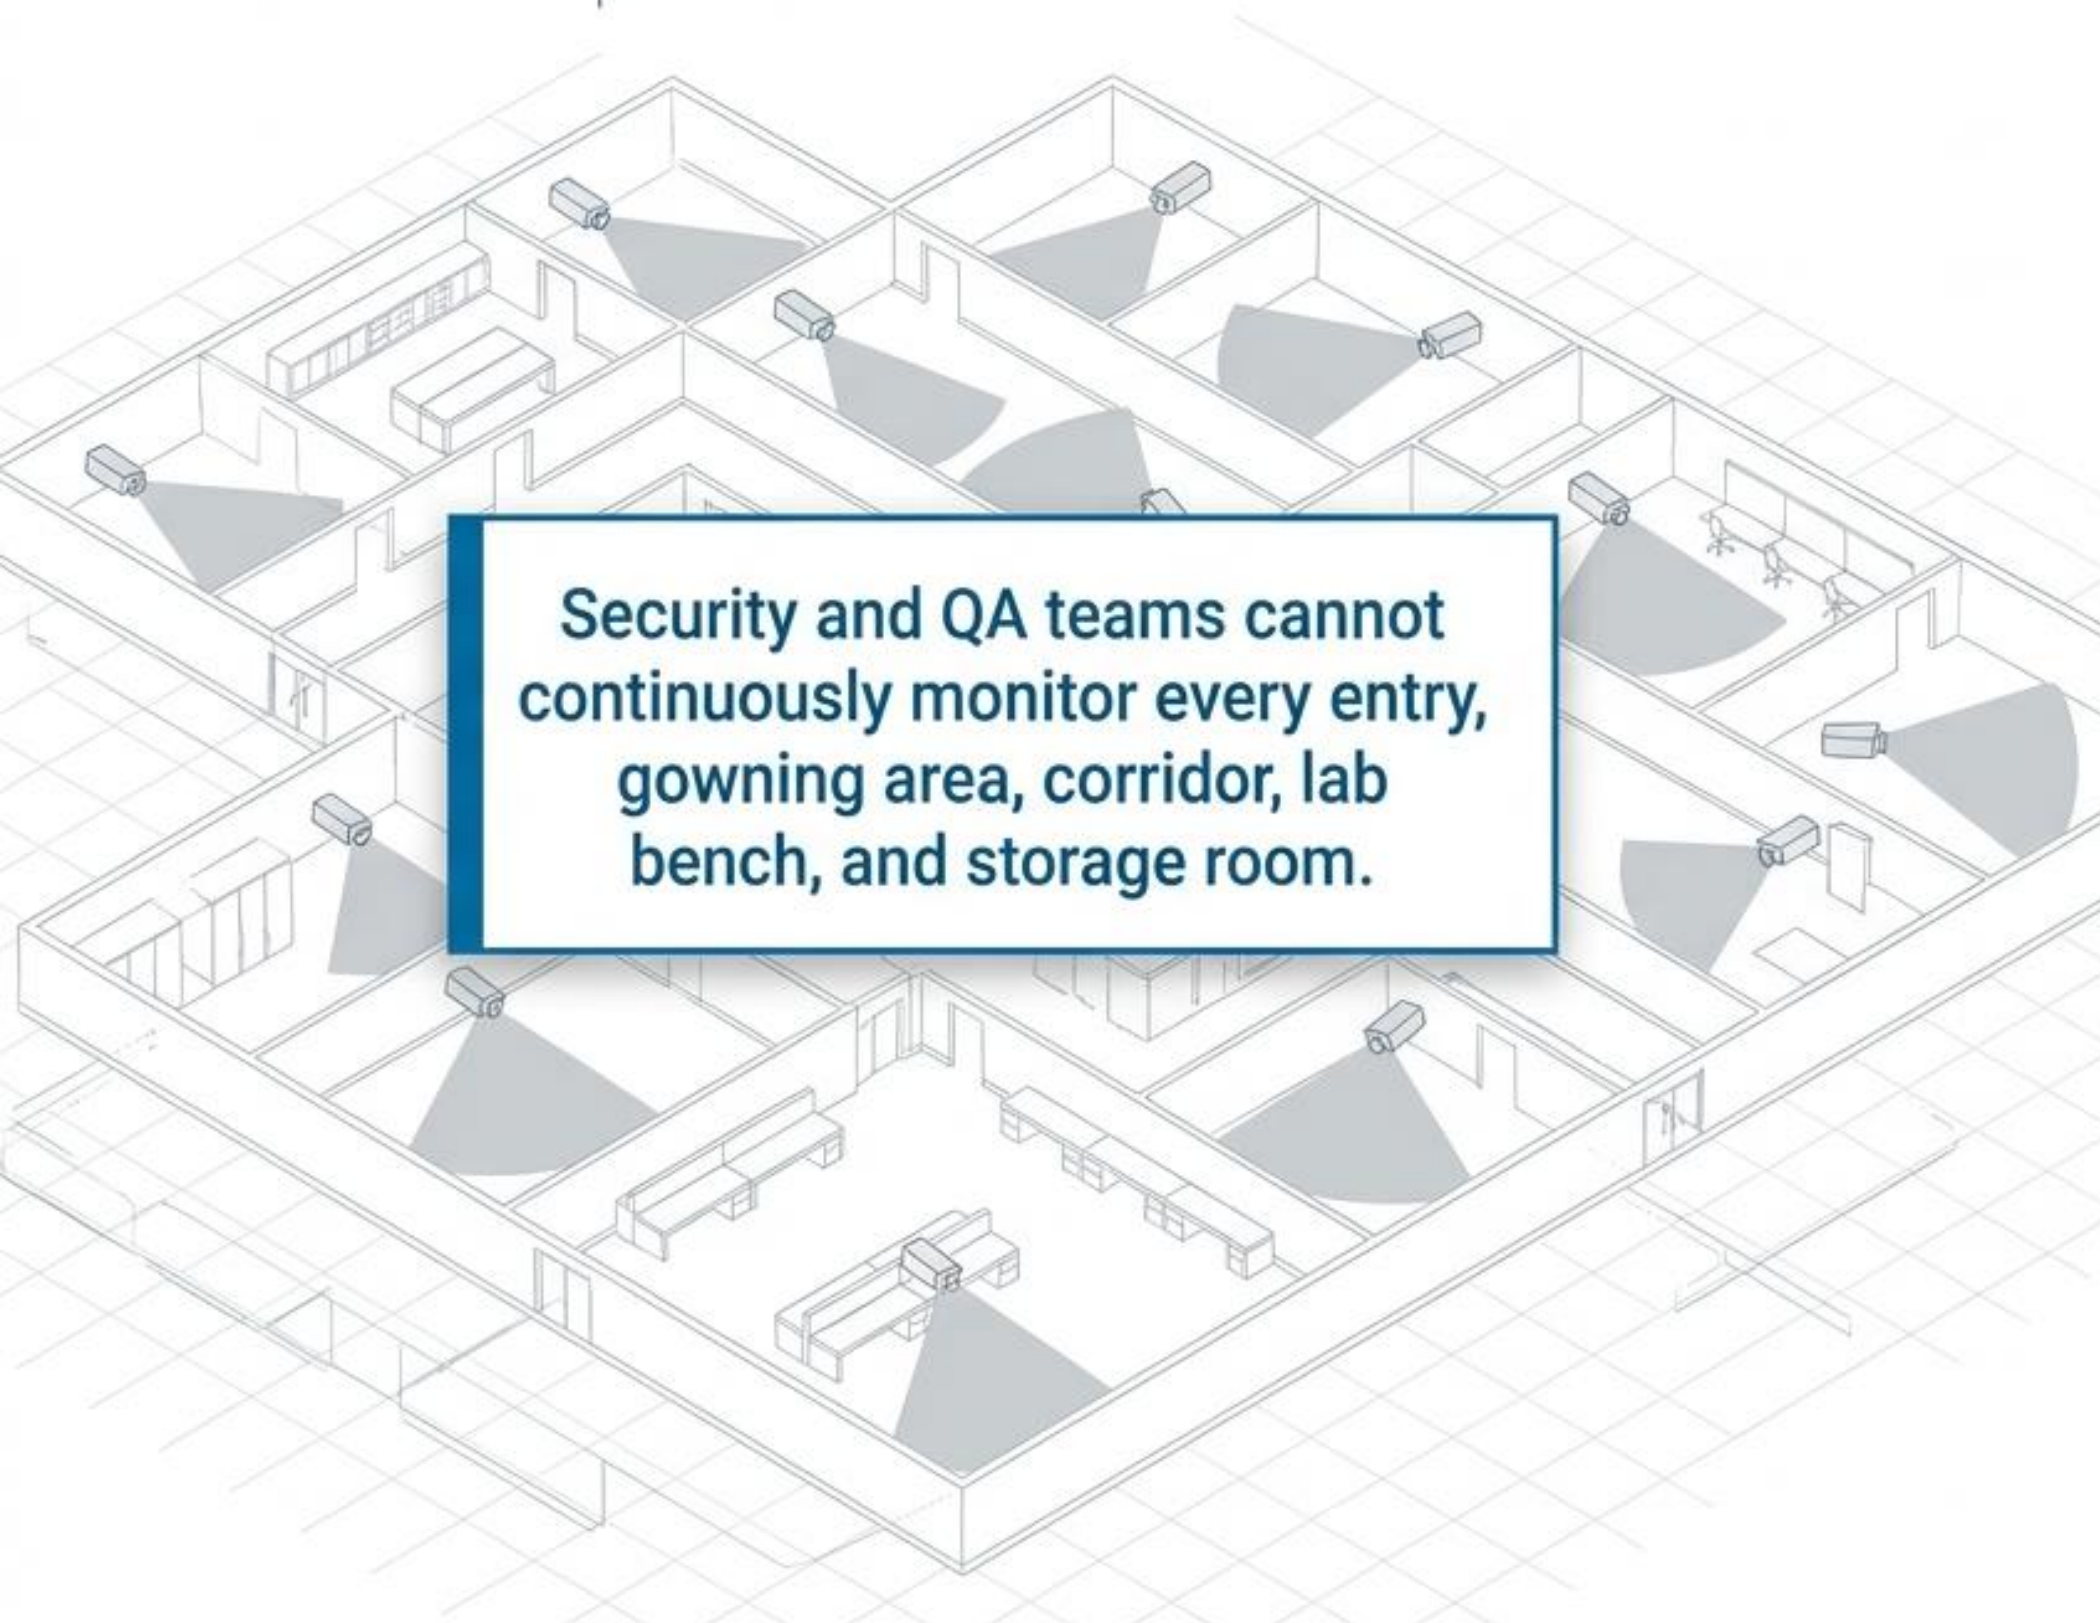 Security and QA teams cannot
continuously monitor every entry,
gowning area, corridor, lab
bench, and storage room.